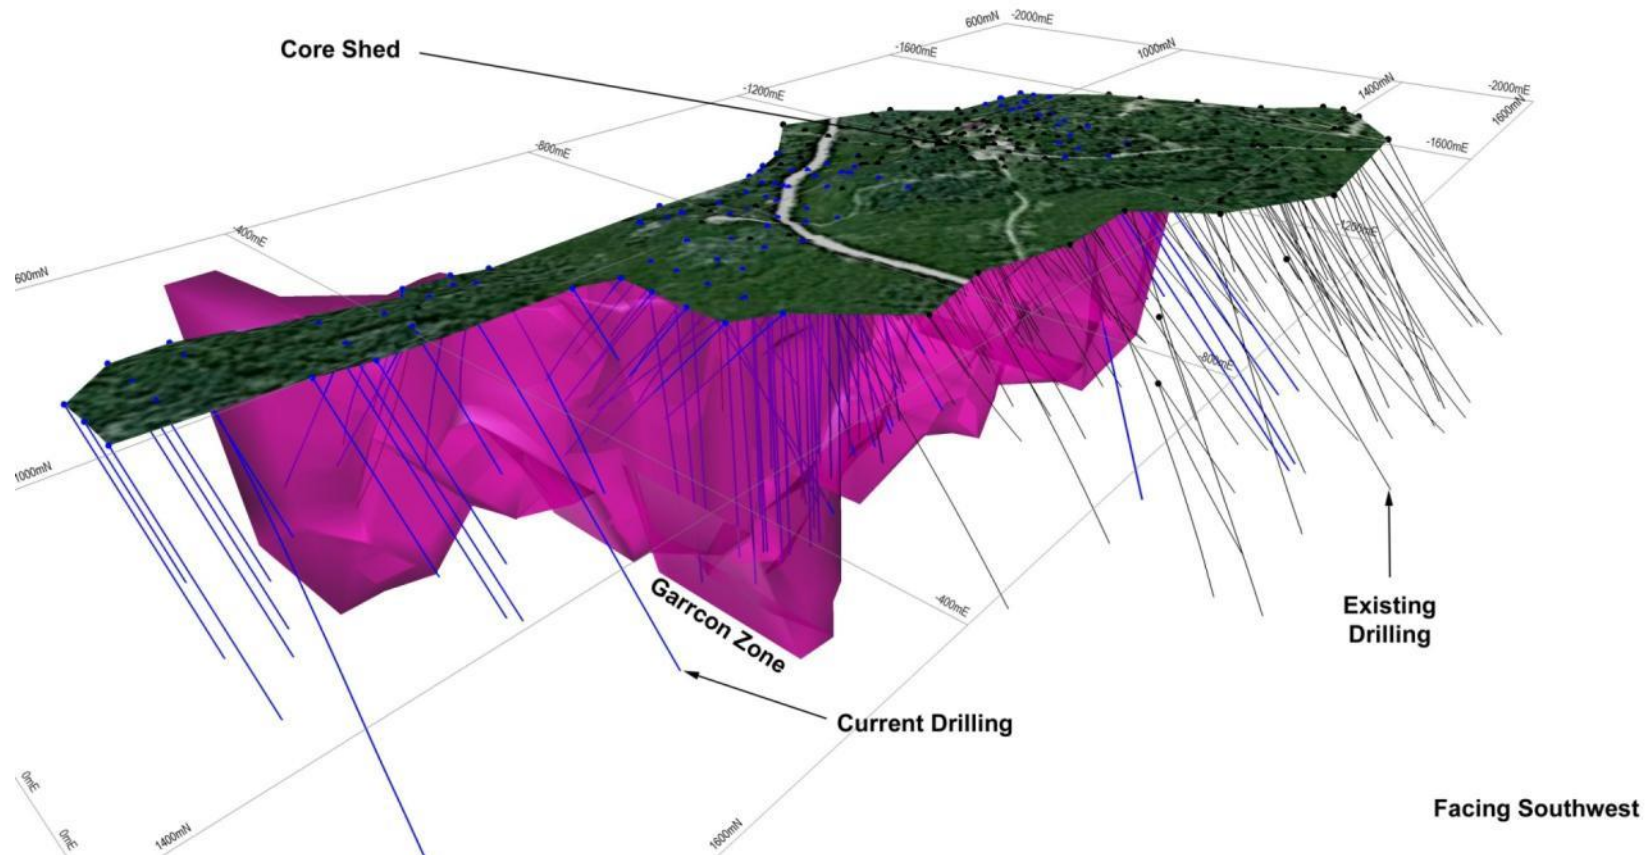 600mN
-2000mE
Core Shed
-1600mE
1000mN
-1200mE
1400mN
-2000mE
1600mN
-800mE
-1600mE
-400mE
-1200mE
600mN
-800mE
1000mN
-400mE
Garrcon Zone
Existing
Drilling
Current Drilling
0mE
0mE
1400mN
1600mN
Facing Southwest